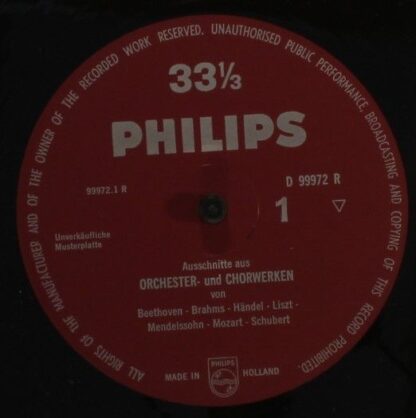 ALL RIGHTS OF THE MANUFACTURER AND OF THE OWNER OF THE RECORDED WORK RESERVED. UNAUTHORISED PUBLIC PERFORMANCE, BROADCASTING AND COPYING OF THIS RECORD PROHIBITED.
33⅓
PHILIPS
99972.1 R
D 99972 R
1 ▽
Unverkäufliche
Musterplatte
Ausschnitte aus
ORCHESTER- und CHORWERKEN
von
Beethoven - Brahms - Händel - Liszt -
Mendelssohn - Mozart - Schubert
PHILIPS
MADE IN HOLLAND